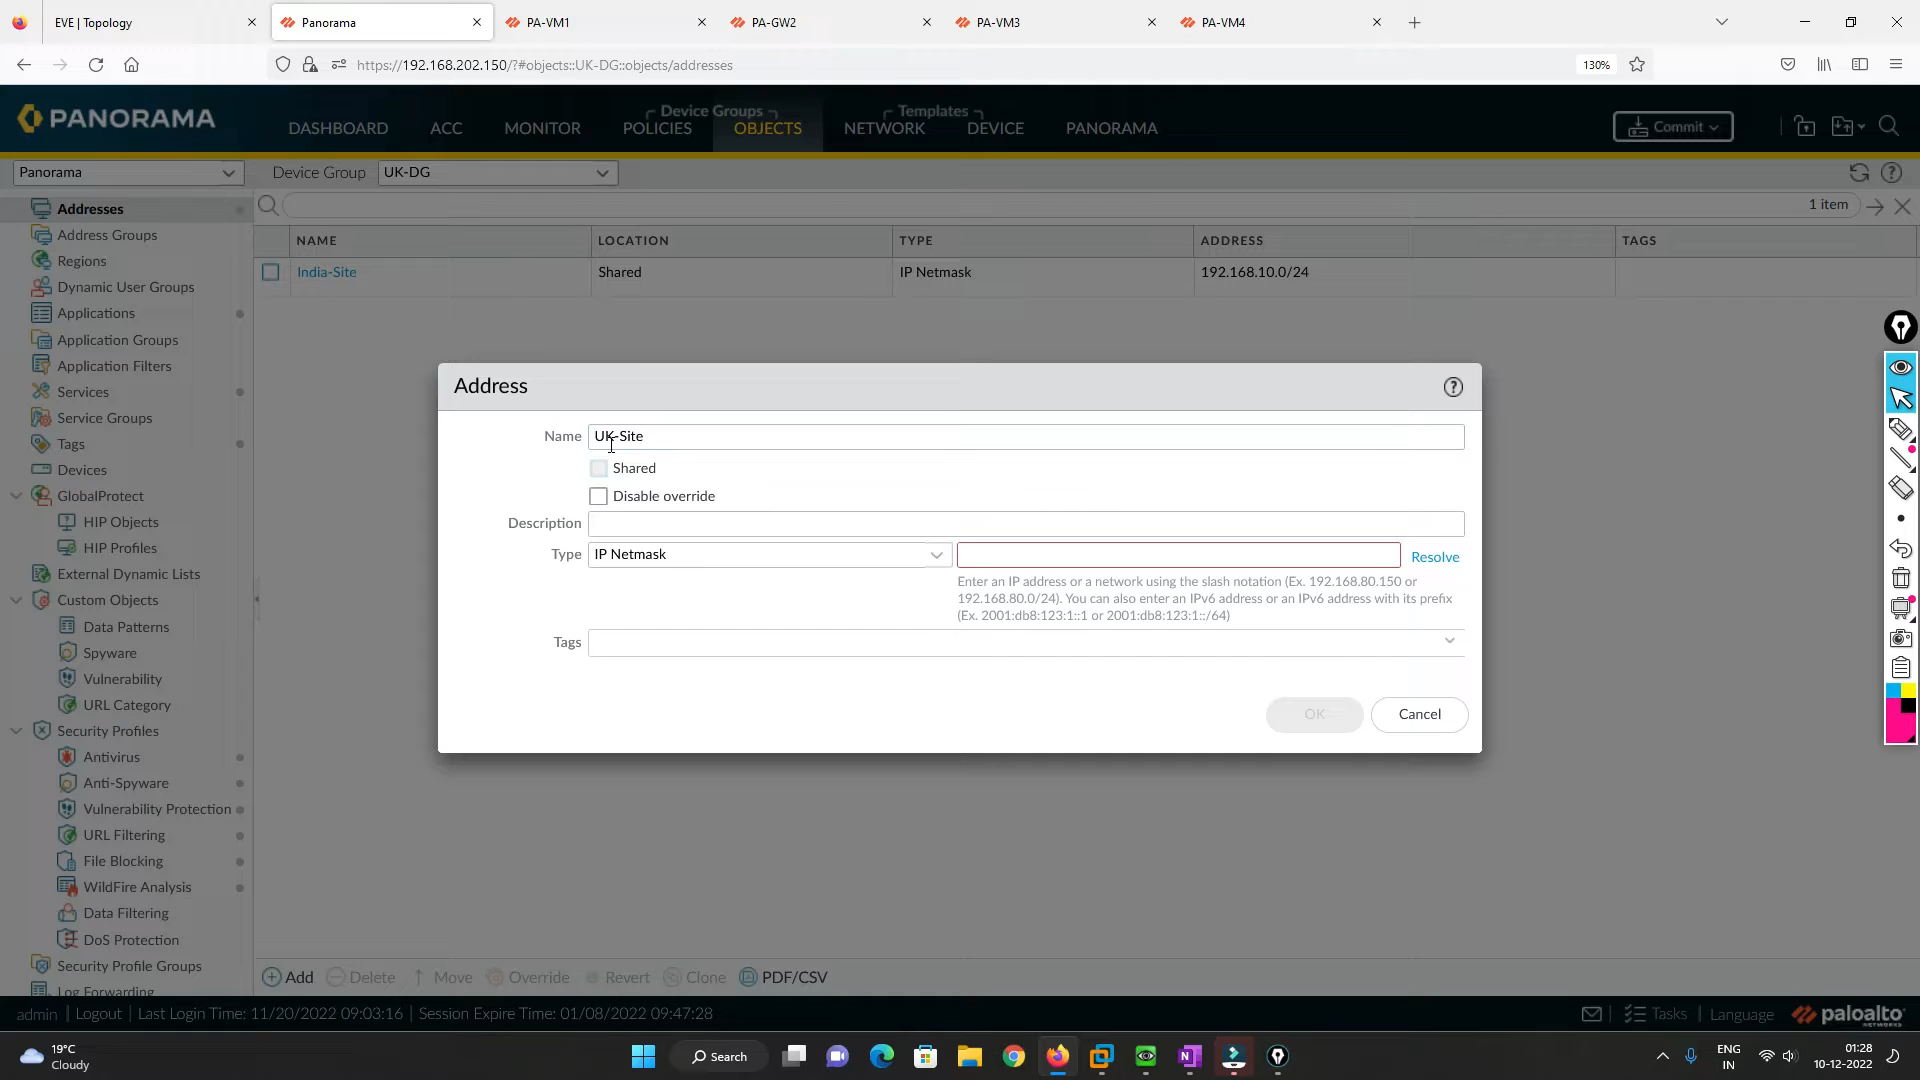 EVE | Topology
Panorama
PA-VM1
PA-GW2
PA-VM3
PA-VM4
https://192.168.202.150/?#objects::UK-DG::objects/addresses
130%
PANORAMA
DASHBOARD
ACC
MONITOR
Device Groups
POLICIES
OBJECTS
Templates
NETWORK
DEVICE
PANORAMA
Commit
Panorama
Device Group
UK-DG
1 item
NAME
LOCATION
TYPE
ADDRESS
TAGS
India-Site
Shared
IP Netmask
192.168.10.0/24
Addresses
Address Groups
Regions
Dynamic User Groups
Applications
Application Groups
Application Filters
Services
Service Groups
Tags
Devices
GlobalProtect
HIP Objects
HIP Profiles
External Dynamic Lists
Custom Objects
Data Patterns
Spyware
Vulnerability
URL Category
Security Profiles
Antivirus
Anti-Spyware
Vulnerability Protection
URL Filtering
File Blocking
WildFire Analysis
Data Filtering
DoS Protection
Security Profile Groups
Log Forwarding
Address
Name
UK-Site
Shared
Disable override
Description
Type
IP Netmask
Resolve
Enter an IP address or a network using the slash notation (Ex. 192.168.80.150 or
192.168.80.0/24). You can also enter an IPv6 address or an IPv6 address with its prefix
(Ex. 2001:db8:123:1::1 or 2001:db8:123:1::/64)
Tags
OK
Cancel
Add
Delete
Move
Override
Revert
Clone
PDF/CSV
admin | Logout | Last Login Time: 11/20/2022 09:03:16 | Session Expire Time: 01/08/2022 09:47:28
Tasks | Language
paloalto
NETWORKS
19°C
Cloudy
Search
ENG
IN
01:28
10-12-2022